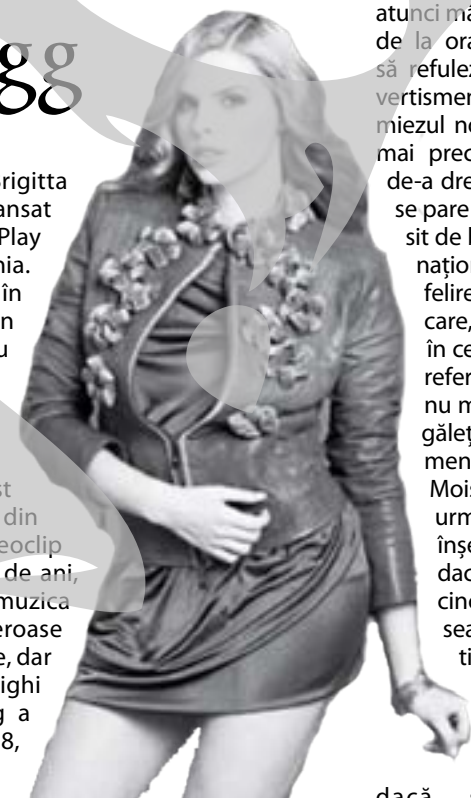 gg
rigitta
ansat
Play
nia.
în
n
u
st
din
eoclip
de ani,
muzica
eroase
e, dar
ighi
g a
8,
atunci mă
de la ora
să refulez
vertismen
miezul ne
mai prec
de-a dre
se pare
sit de l
națion
felire
care,
în ce
refer
nu m
găleț
men
Mois
urm
înșe
dac
cine
sea
ti
dacă